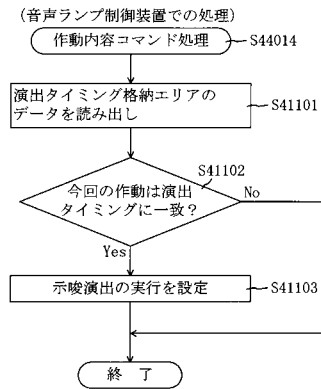 (音声ランプ制御装置での処理)
作動内容コマンド処理
S44014
演出タイミング格納エリアの
データを読み出し
S41101
S41102
今回の作動は演出
タイミングに一致?
No
Yes
示唆演出の実行を設定
S41103
終 了